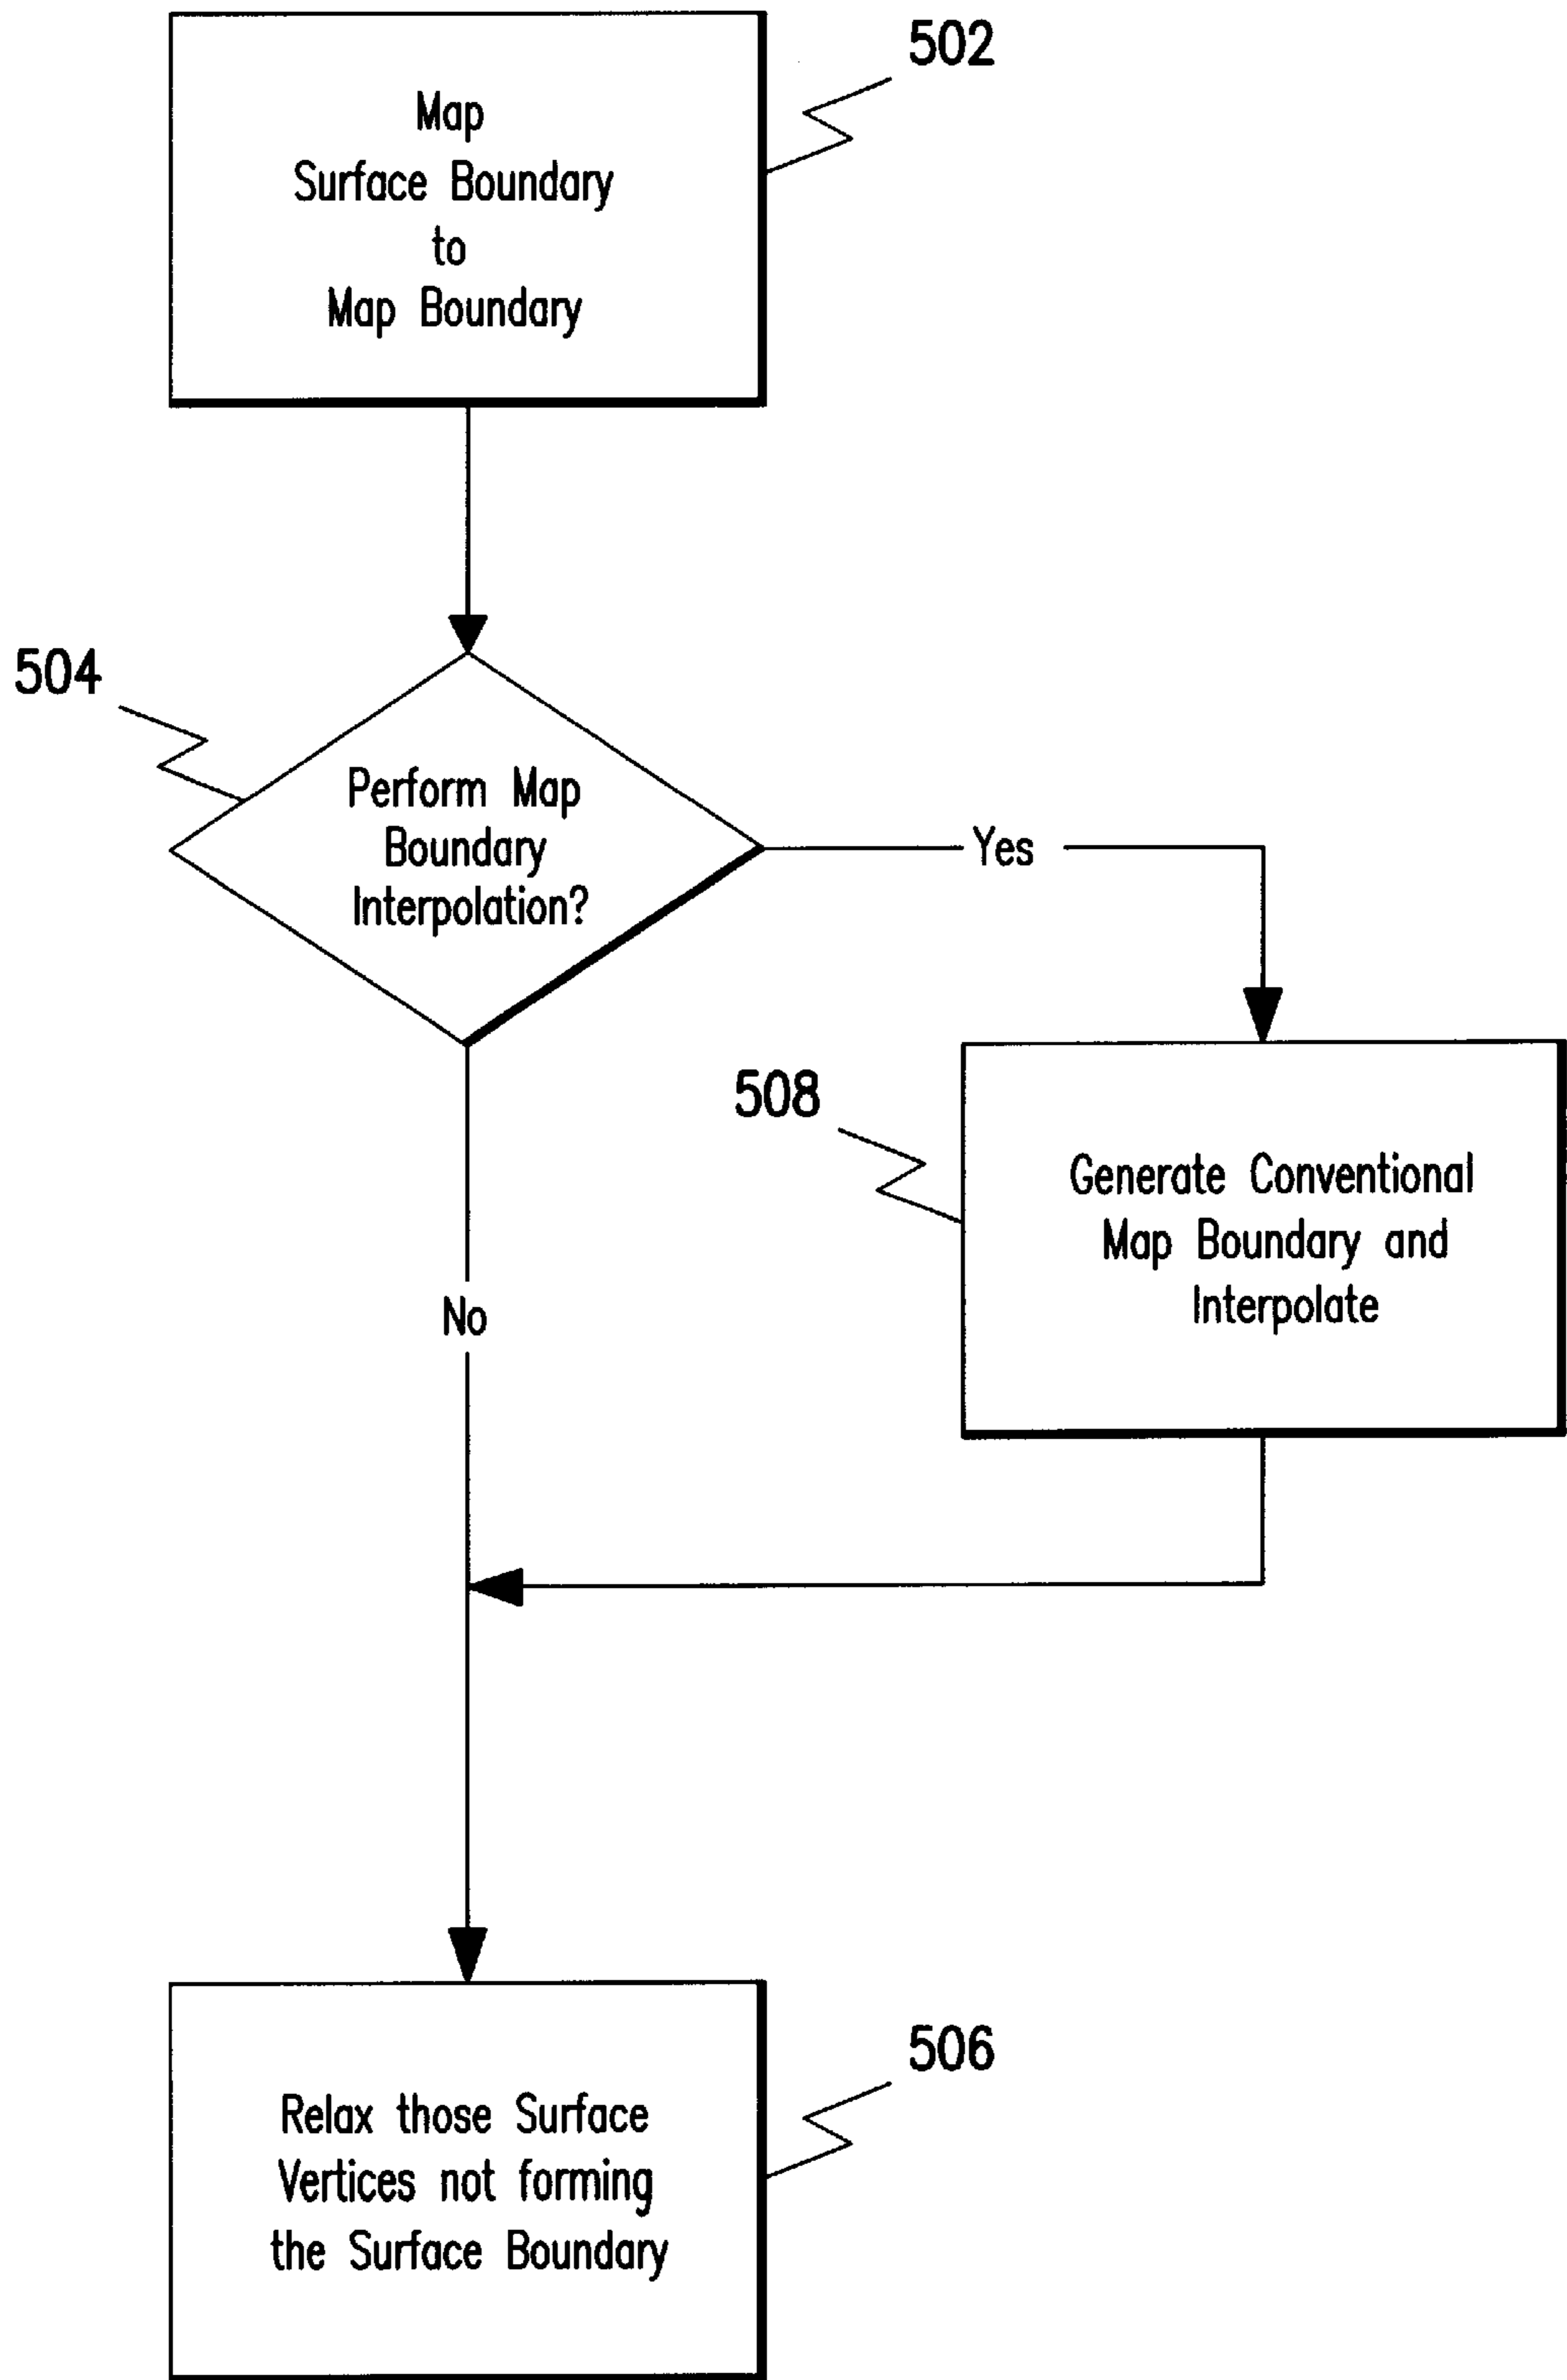 502
Map
Surface Boundary
to
Map Boundary
504
Perform Map
Boundary
Interpolation?
Yes
508
Generate Conventional
Map Boundary and
Interpolate
No
506
Relax those Surface
Vertices not forming
the Surface Boundary